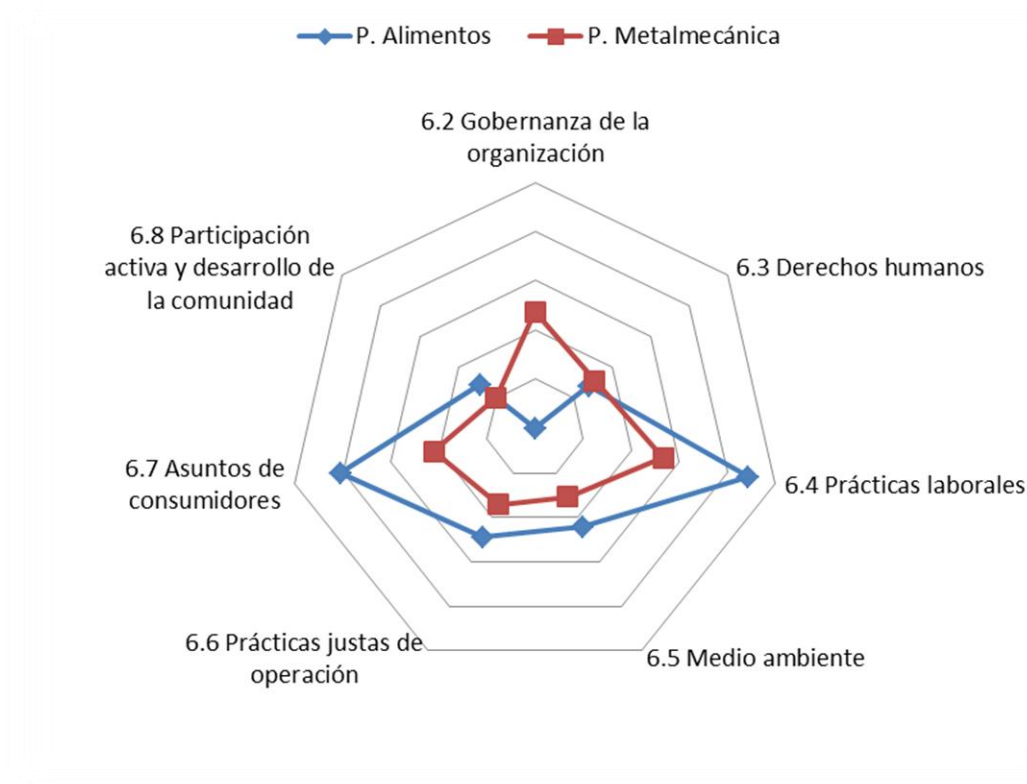 P. Alimentos
P. Metalmecánica
6.2 Gobernanza de la
organización
6.3 Derechos humanos
6.4 Prácticas laborales
6.5 Medio ambiente
6.6 Prácticas justas de
operación
6.7 Asuntos de
consumidores
6.8 Participación
activa y desarrollo de
la comunidad